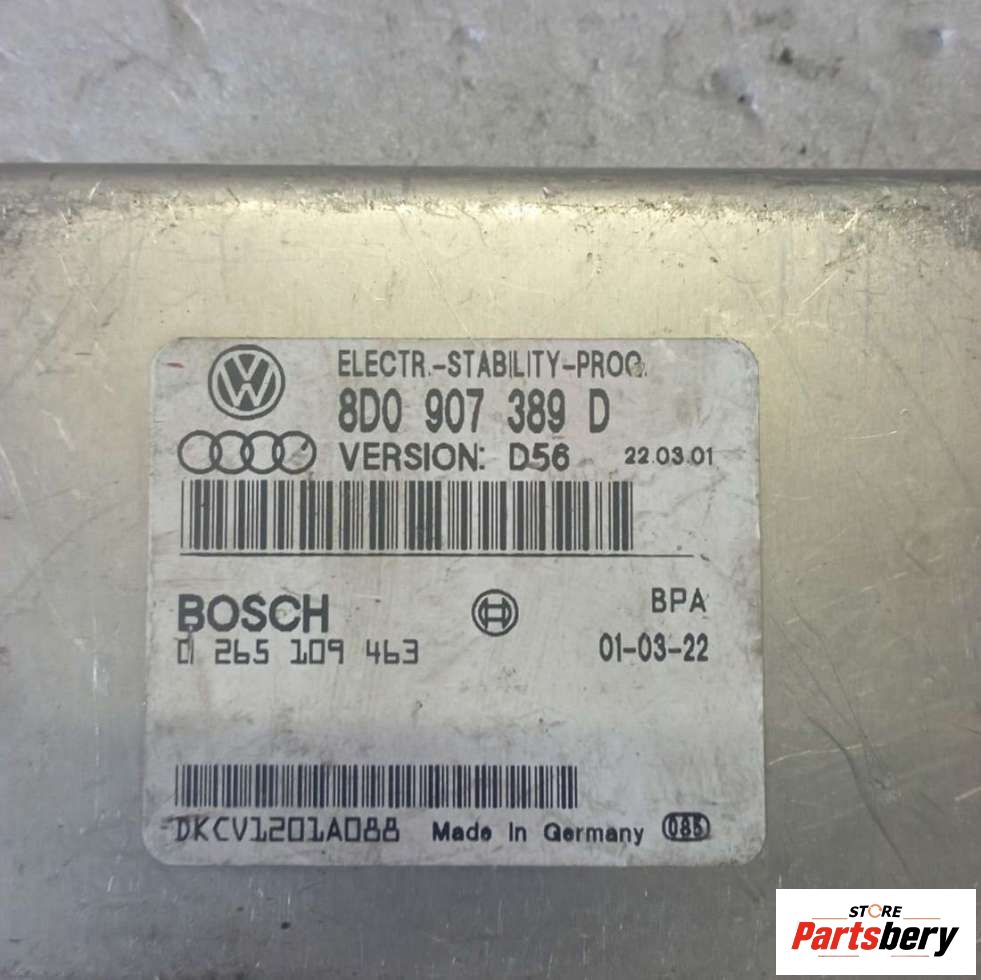 ELECTR.-STABILITY-PROG.
8D0 907 389 D
VERSION: D56 22.03.01
BOSCH BPA
0 265 109 463 01-03-22
DKCV1201A088 Made in Germany 085
STORE
Partsbery